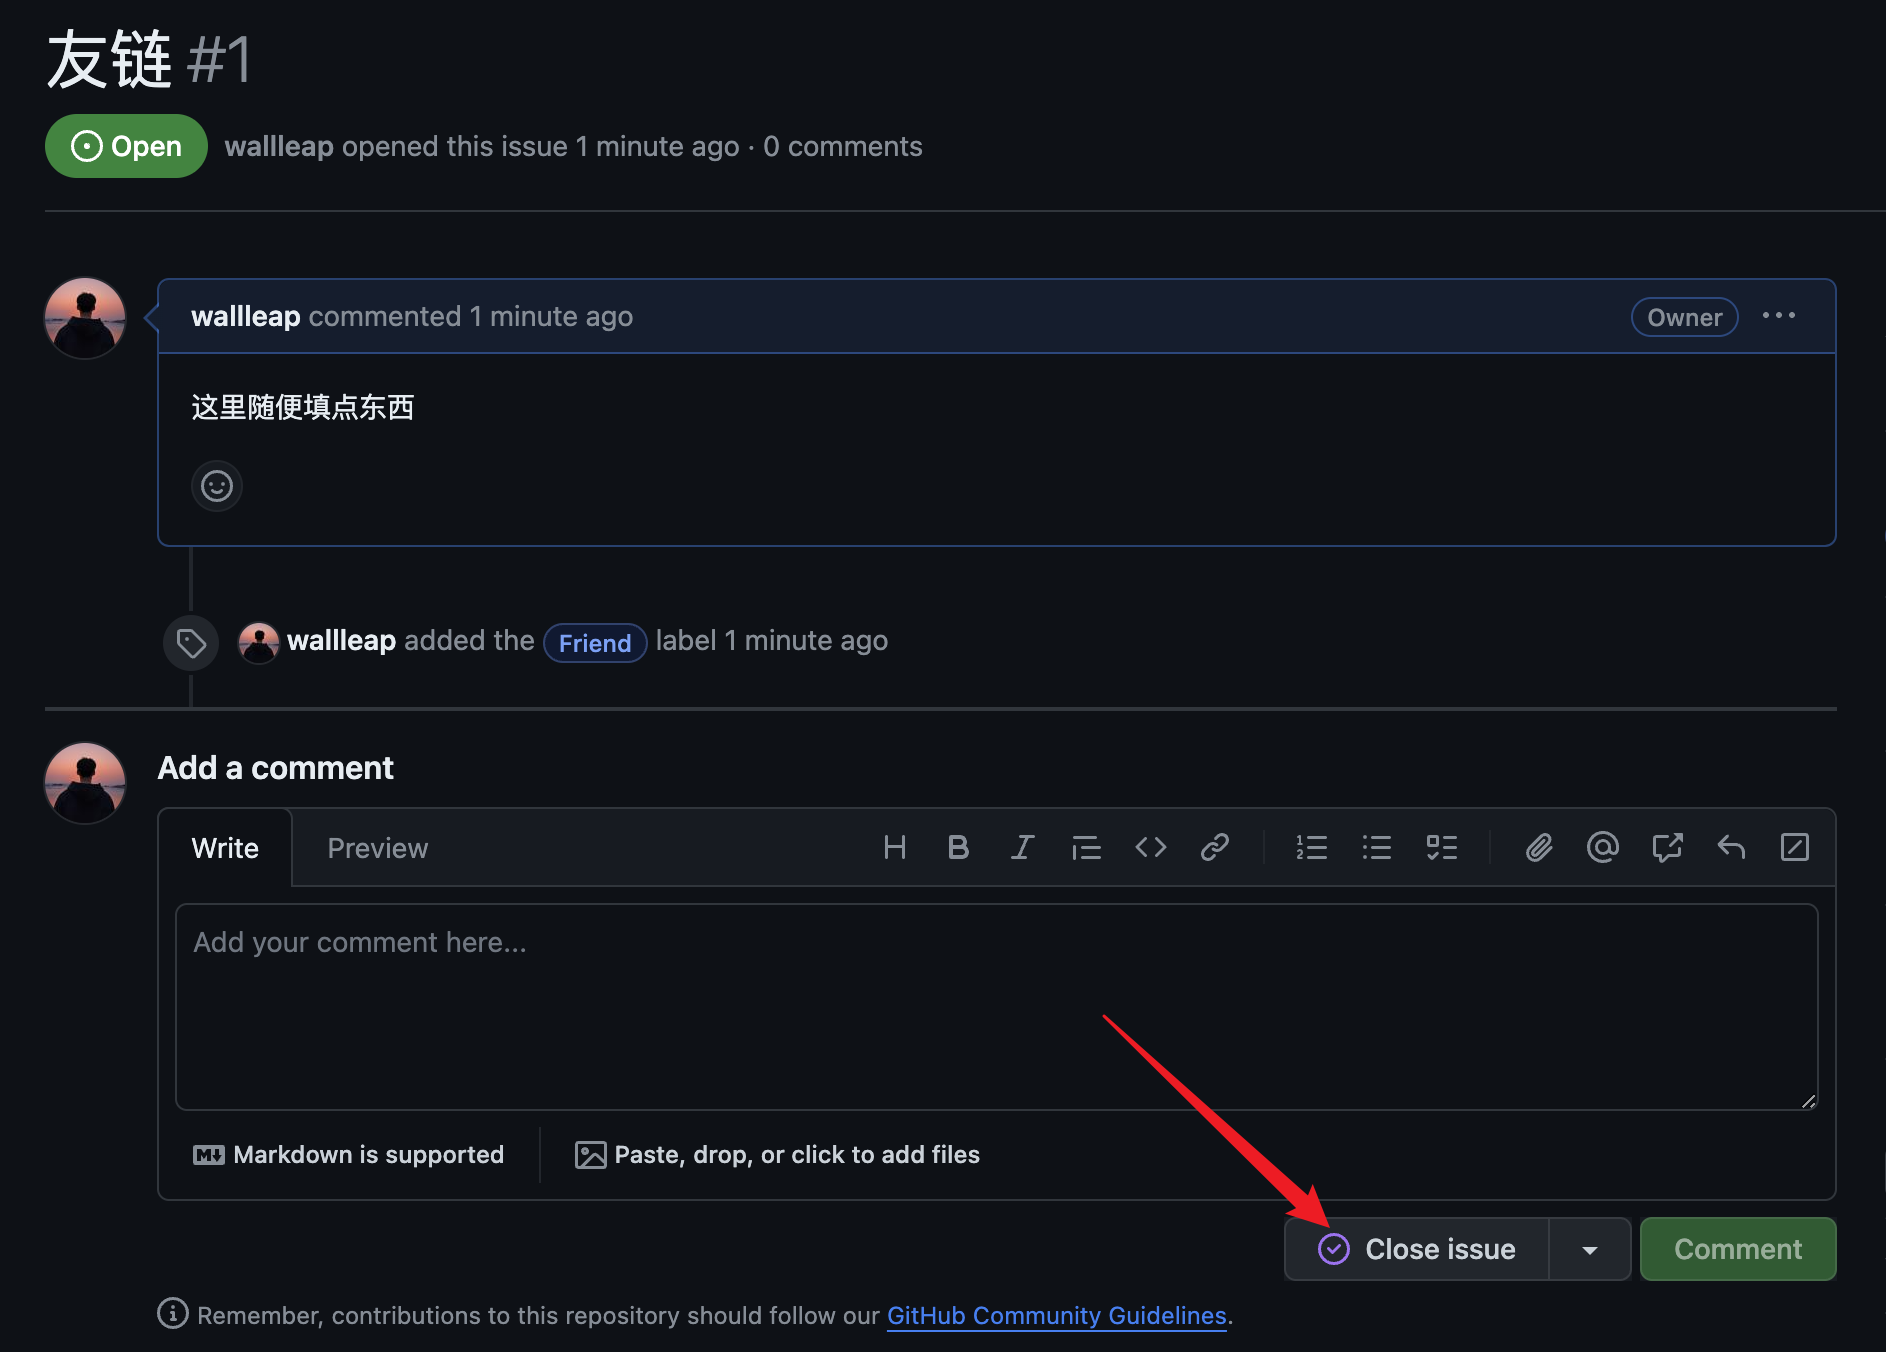 友链 #1
Open
wallleap opened this issue 1 minute ago · 0 comments
wallleap commented 1 minute ago
Owner
这里随便填点东西
wallleap added the Friend label 1 minute ago
Add a comment
Write
Preview
Add your comment here...
Markdown is supported
Paste, drop, or click to add files
Close issue
Comment
Remember, contributions to this repository should follow our GitHub Community Guidelines.